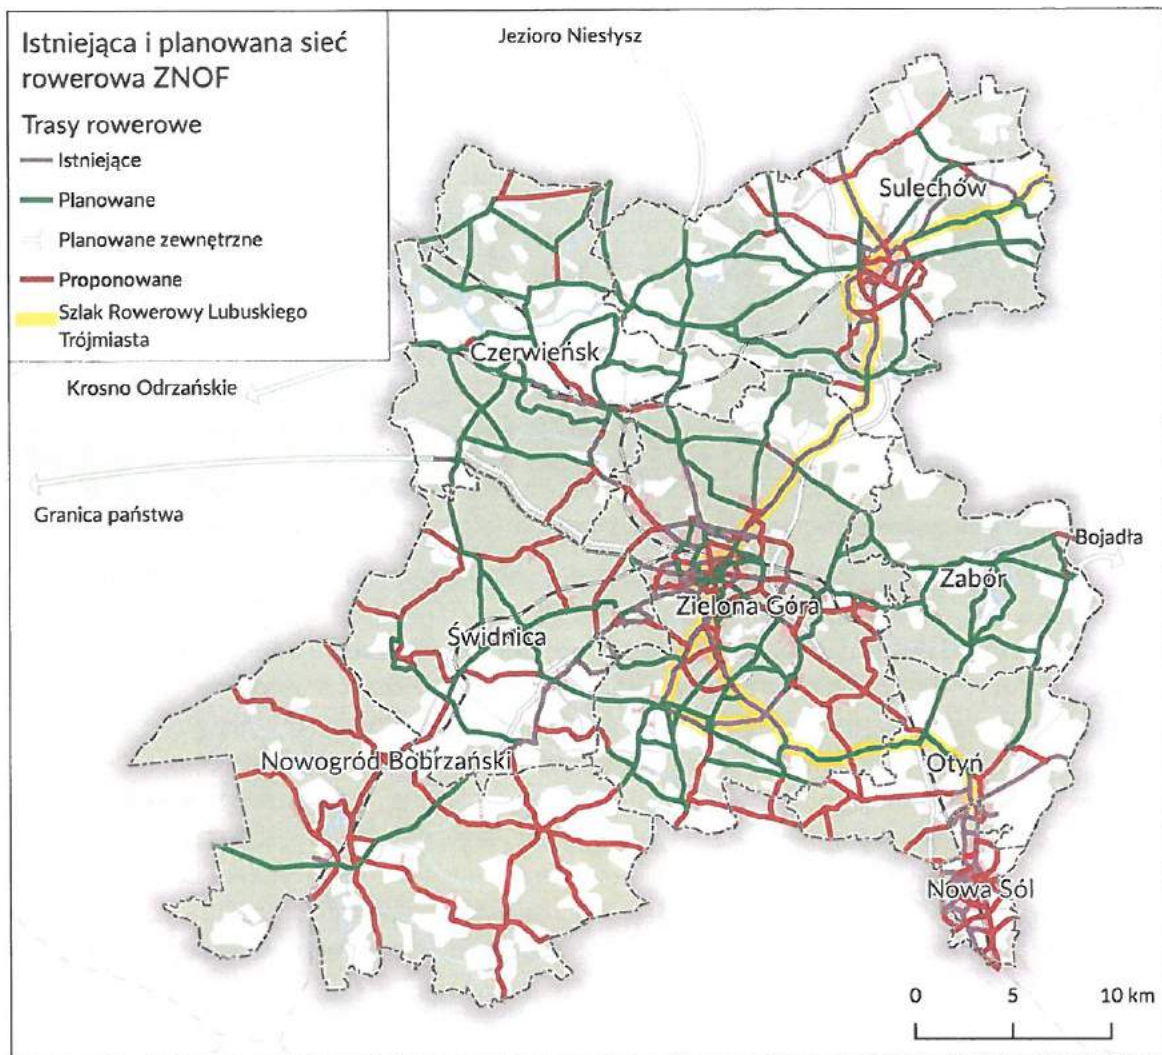 Istniejąca i planowana sieć
rowerowa ZNOF
Trasy rowerowe
Istniejące
Planowane
Planowane zewnętrzne
Proponowane
Szlak Rowerowy Lubuskiego
Trójmiasta
Jezioro Niesłysz
Sulechów
Czerwieńsk
Krosno Odrzańskie
Granica państwa
Bojadła
Zabór
Zielona Góra
Świdnica
Nowogród Bobrzański
Otyń
Nowa Sól
0 5 10 km